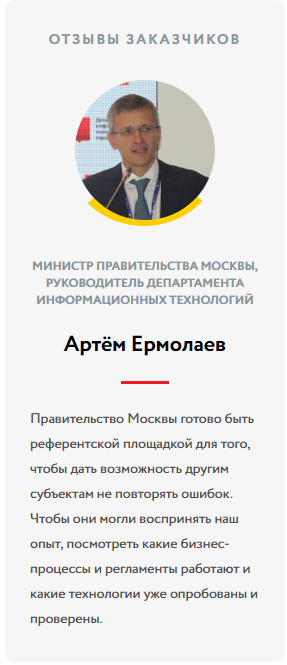 ОТЗЫВЫ ЗАКАЗЧИКОВ
МИНИСТР ПРАВИТЕЛЬСТВА МОСКВЫ,
РУКОВОДИТЕЛЬ ДЕПАРТАМЕНТА
ИНФОРМАЦИОННЫХ ТЕХНОЛОГИЙ
Артём Ермолаев
Правительство Москвы готово быть
референтской площадкой для того,
чтобы дать возможность другим
субъектам не повторять ошибок.
Чтобы они могли воспринять наш
опыт, посмотреть какие бизнес-
процессы и регламенты работают и
какие технологии уже опробованы и
проверены.